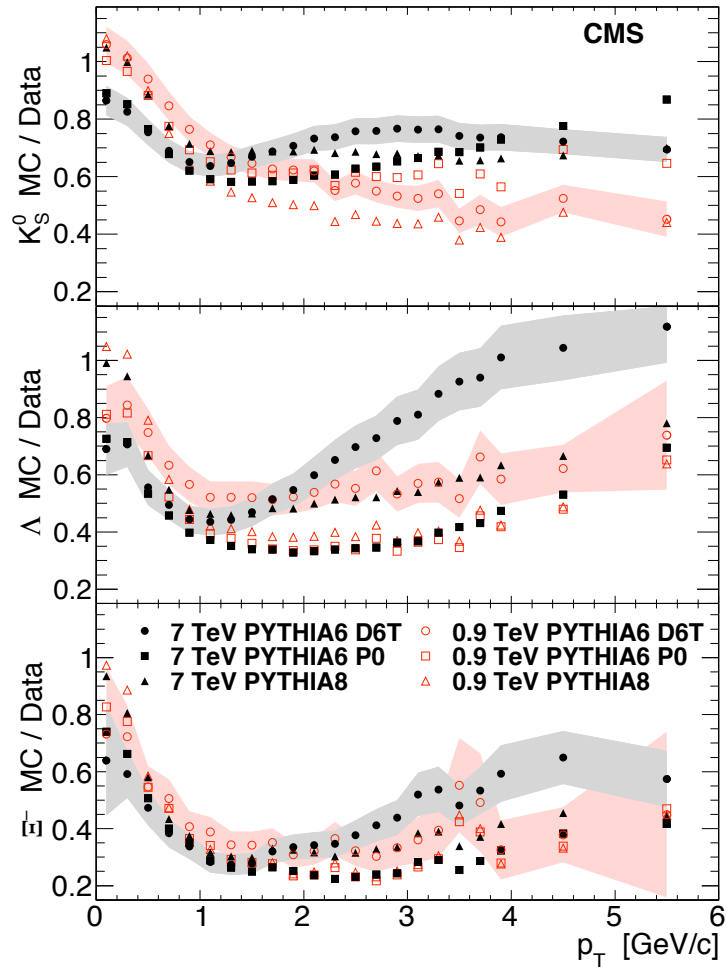 CMS
K⁰_S MC / Data
1
0.8
0.6
0.4
0.2
Λ MC / Data
1
0.8
0.6
0.4
0.2
Ξ⁻ MC / Data
1
0.8
0.6
0.4
0.2
7 TeV PYTHIA6 D6T
7 TeV PYTHIA6 P0
7 TeV PYTHIA8
0.9 TeV PYTHIA6 D6T
0.9 TeV PYTHIA6 P0
0.9 TeV PYTHIA8
0 1 2 3 4 5 6
p_T [GeV/c]